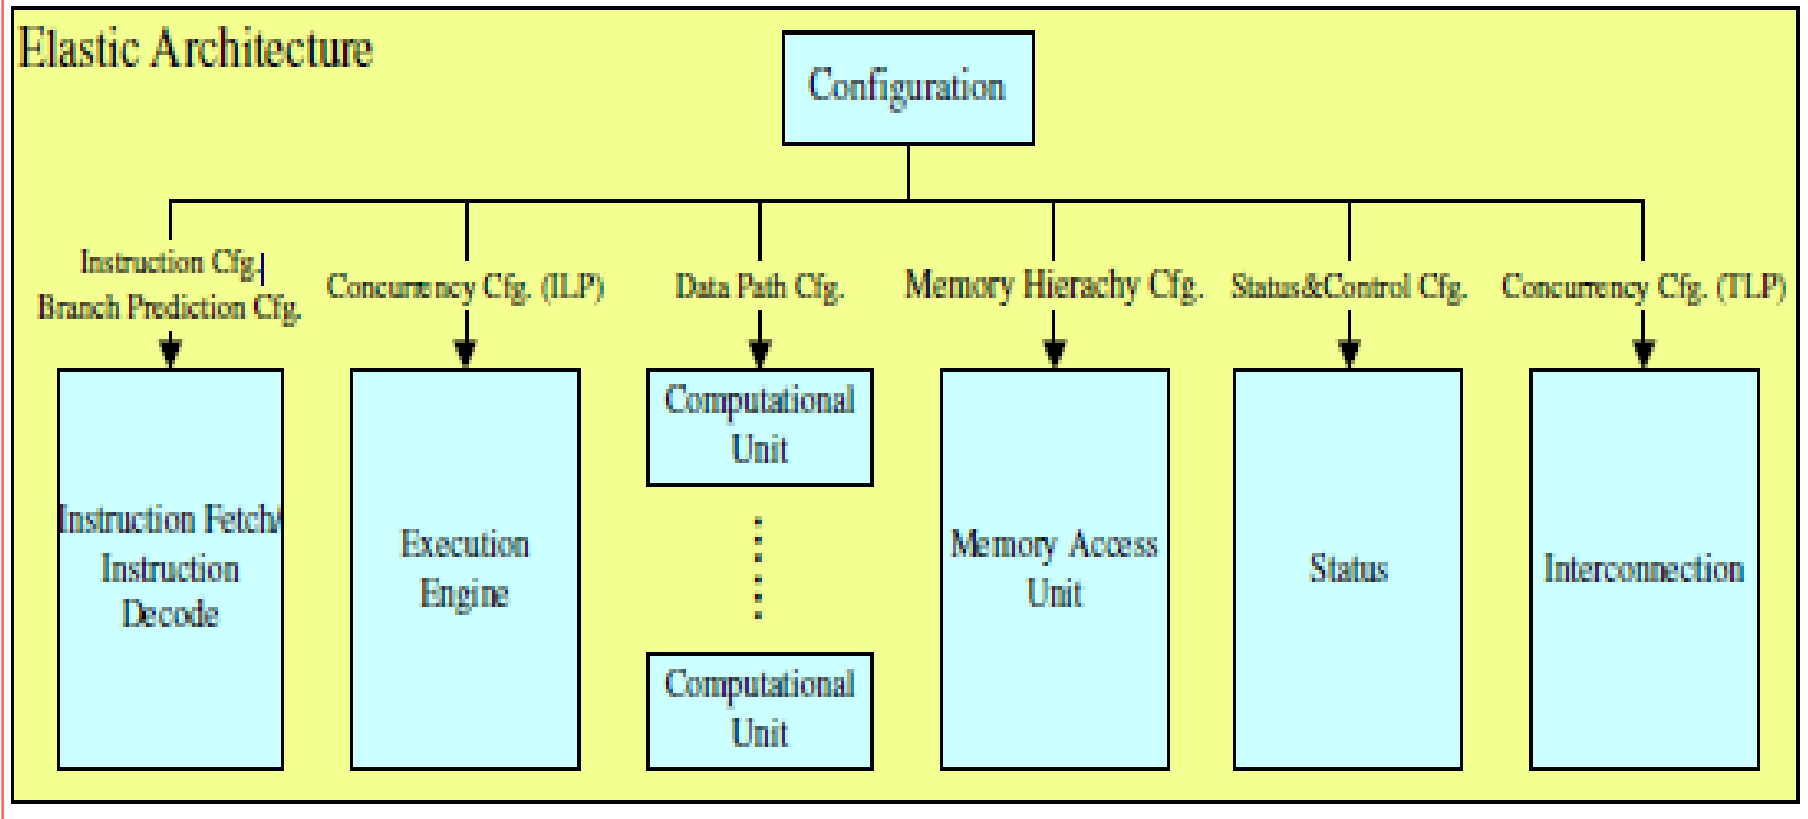 Elastic Architecture
Configuration
Instruction Cfg.
Branch Prediction Cfg.
Concurrency Cfg. (ILP)
Data Path Cfg.
Memory Hierachy Cfg.
Status&Control Cfg.
Concurrency Cfg. (TLP)
Instruction Fetch/
Instruction
Decode
Execution
Engine
Computational
Unit
Computational
Unit
Memory Access
Unit
Status
Interconnection